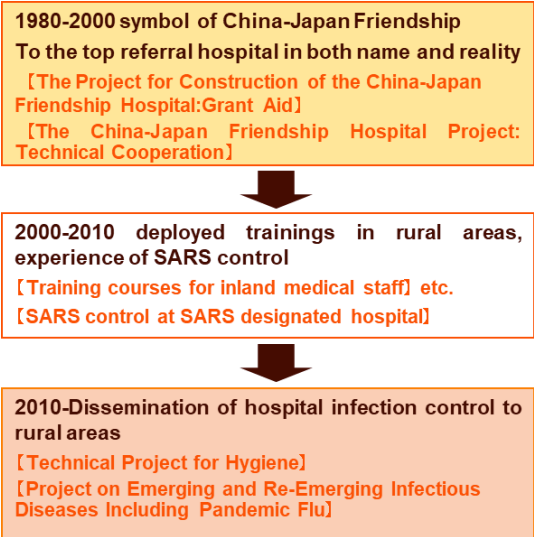 1980-2000 symbol of China-Japan Friendship
To the top referral hospital in both name and reality
【The Project for Construction of the China-Japan
Friendship Hospital:Grant Aid】
【The China-Japan Friendship Hospital Project:
Technical Cooperation】
2000-2010 deployed trainings in rural areas,
experience of SARS control
【Training courses for inland medical staff】 etc.
【SARS control at SARS designated hospital】
2010-Dissemination of hospital infection control to
rural areas
【Technical Project for Hygiene】
【Project on Emerging and Re-Emerging Infectious
Diseases Including Pandemic Flu】